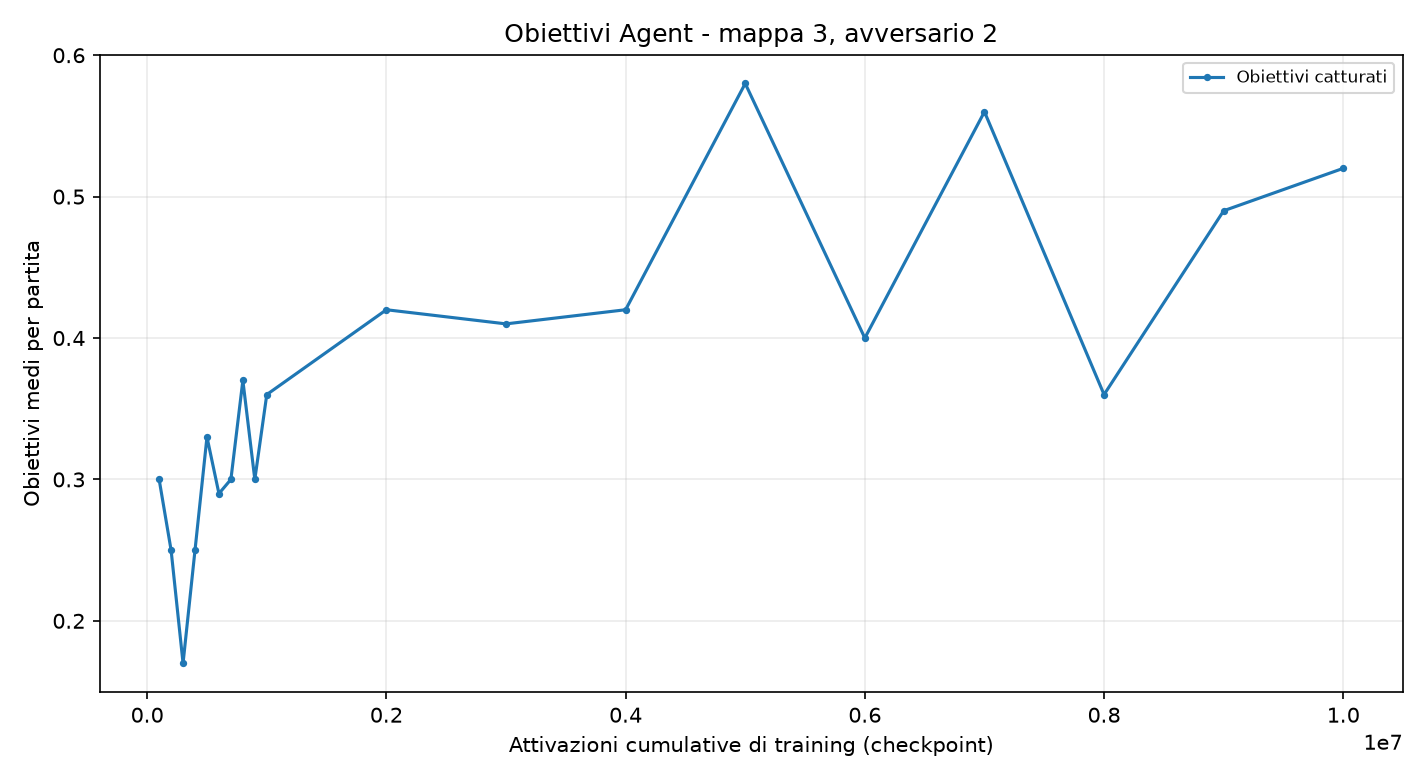 Obiettivi Agent - mappa 3, avversario 2
Obiettivi catturati
Obiettivi medi per partita
0.6
0.5
0.4
0.3
0.2
0.0
0.2
0.4
0.6
0.8
1.0
1e7
Attivazioni cumulative di training (checkpoint)